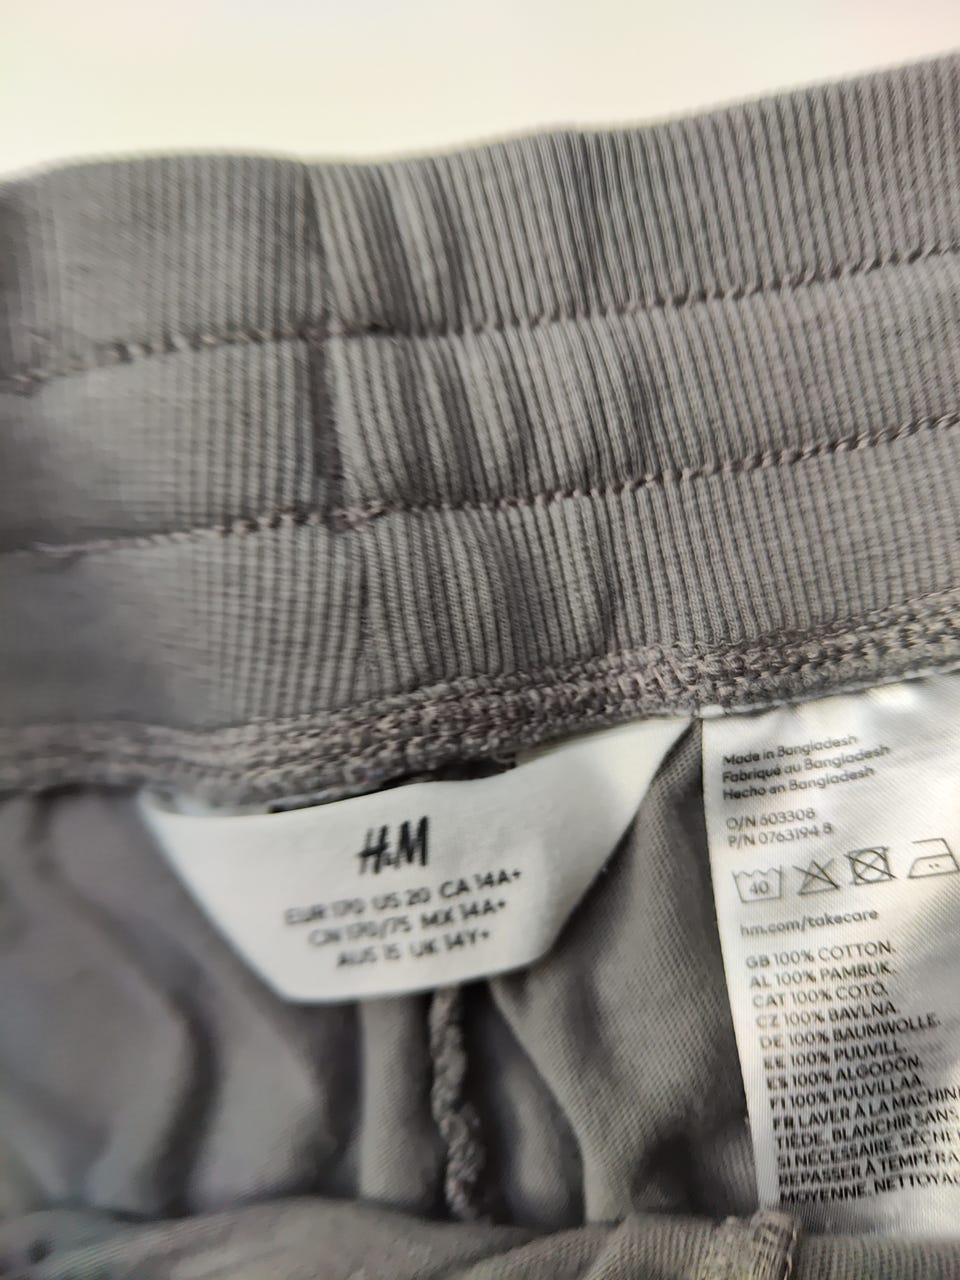 H&M
EUR 170 US 20 CA 14A+
CN 170/75 MX 14A+
AUS 15 UK 14Y+
Made in Bangladesh
Fabriqué au Bangladesh
Hecho en Bangladesh
O/N 603308
P/N 0763194 8
40
hm.com/takecare
GB 100% COTTON.
AL 100% PAMBUK.
CAT 100% COTÓ.
CZ 100% BAVLNA.
DE 100% BAUMWOLLE.
EE 100% PUUVILL.
ES 100% ALGODÓN.
FI 100% PUUVILLAA.
FR LAVER À LA MACHINE
TIÈDE, BLANCHIR SANS
SI NÉCESSAIRE, SÉCHE
REPASSER À TEMPÉRA
MOYENNE, NETTOYA